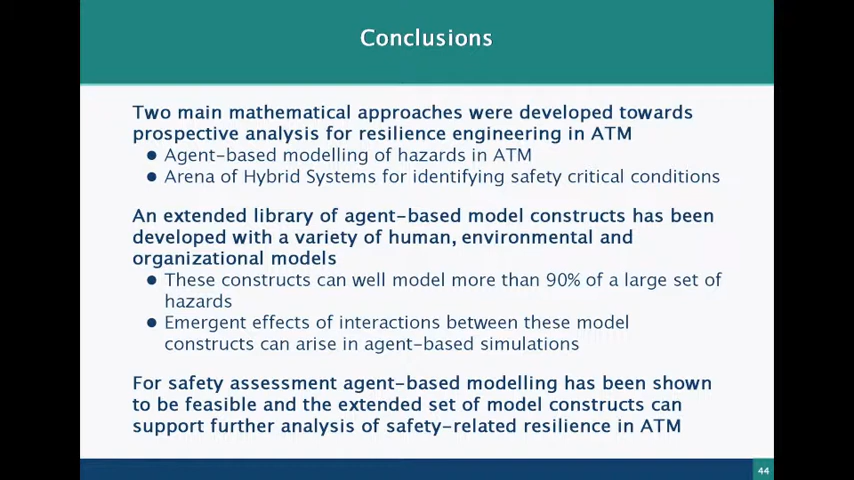 Conclusions
Two main mathematical approaches were developed towards
prospective analysis for resilience engineering in ATM
● Agent-based modelling of hazards in ATM
● Arena of Hybrid Systems for identifying safety critical conditions
An extended library of agent-based model constructs has been
developed with a variety of human, environmental and
organizational models
● These constructs can well model more than 90% of a large set of
hazards
● Emergent effects of interactions between these model
constructs can arise in agent-based simulations
For safety assessment agent-based modelling has been shown
to be feasible and the extended set of model constructs can
support further analysis of safety-related resilience in ATM
44